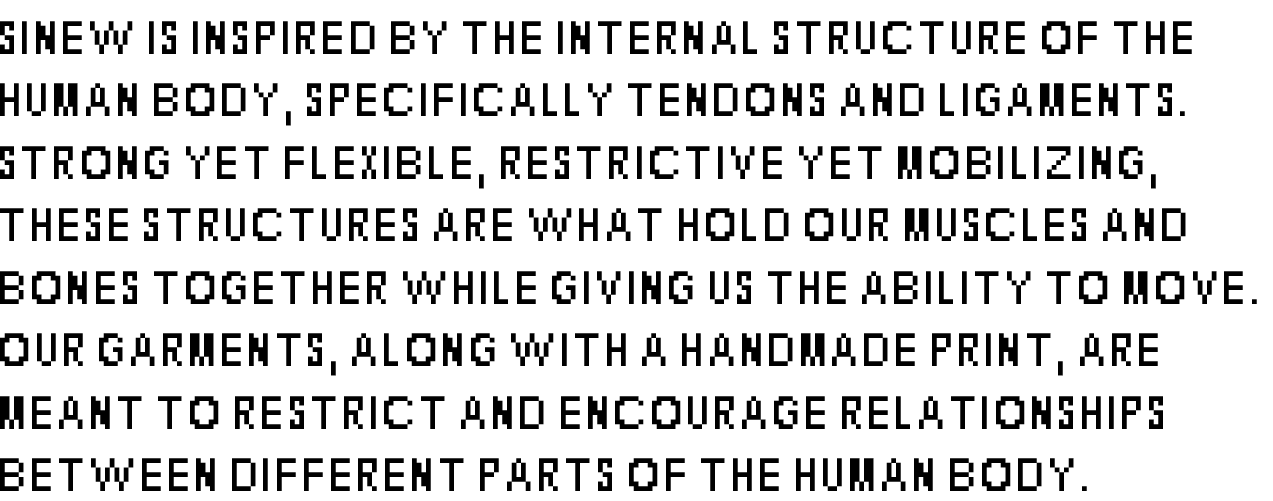 SINEW IS INSPIRED BY THE INTERNAL STRUCTURE OF THE
HUMAN BODY, SPECIFICALLY TENDONS AND LIGAMENTS.
STRONG YET FLEXIBLE, RESTRICTIVE YET MOBILIZING,
THESE STRUCTURES ARE WHAT HOLD OUR MUSCLES AND
BONES TOGETHER WHILE GIVING US THE ABILITY TO MOVE.
OUR GARMENTS, ALONG WITH A HANDMADE PRINT, ARE
MEANT TO RESTRICT AND ENCOURAGE RELATIONSHIPS
BETWEEN DIFFERENT PARTS OF THE HUMAN BODY.